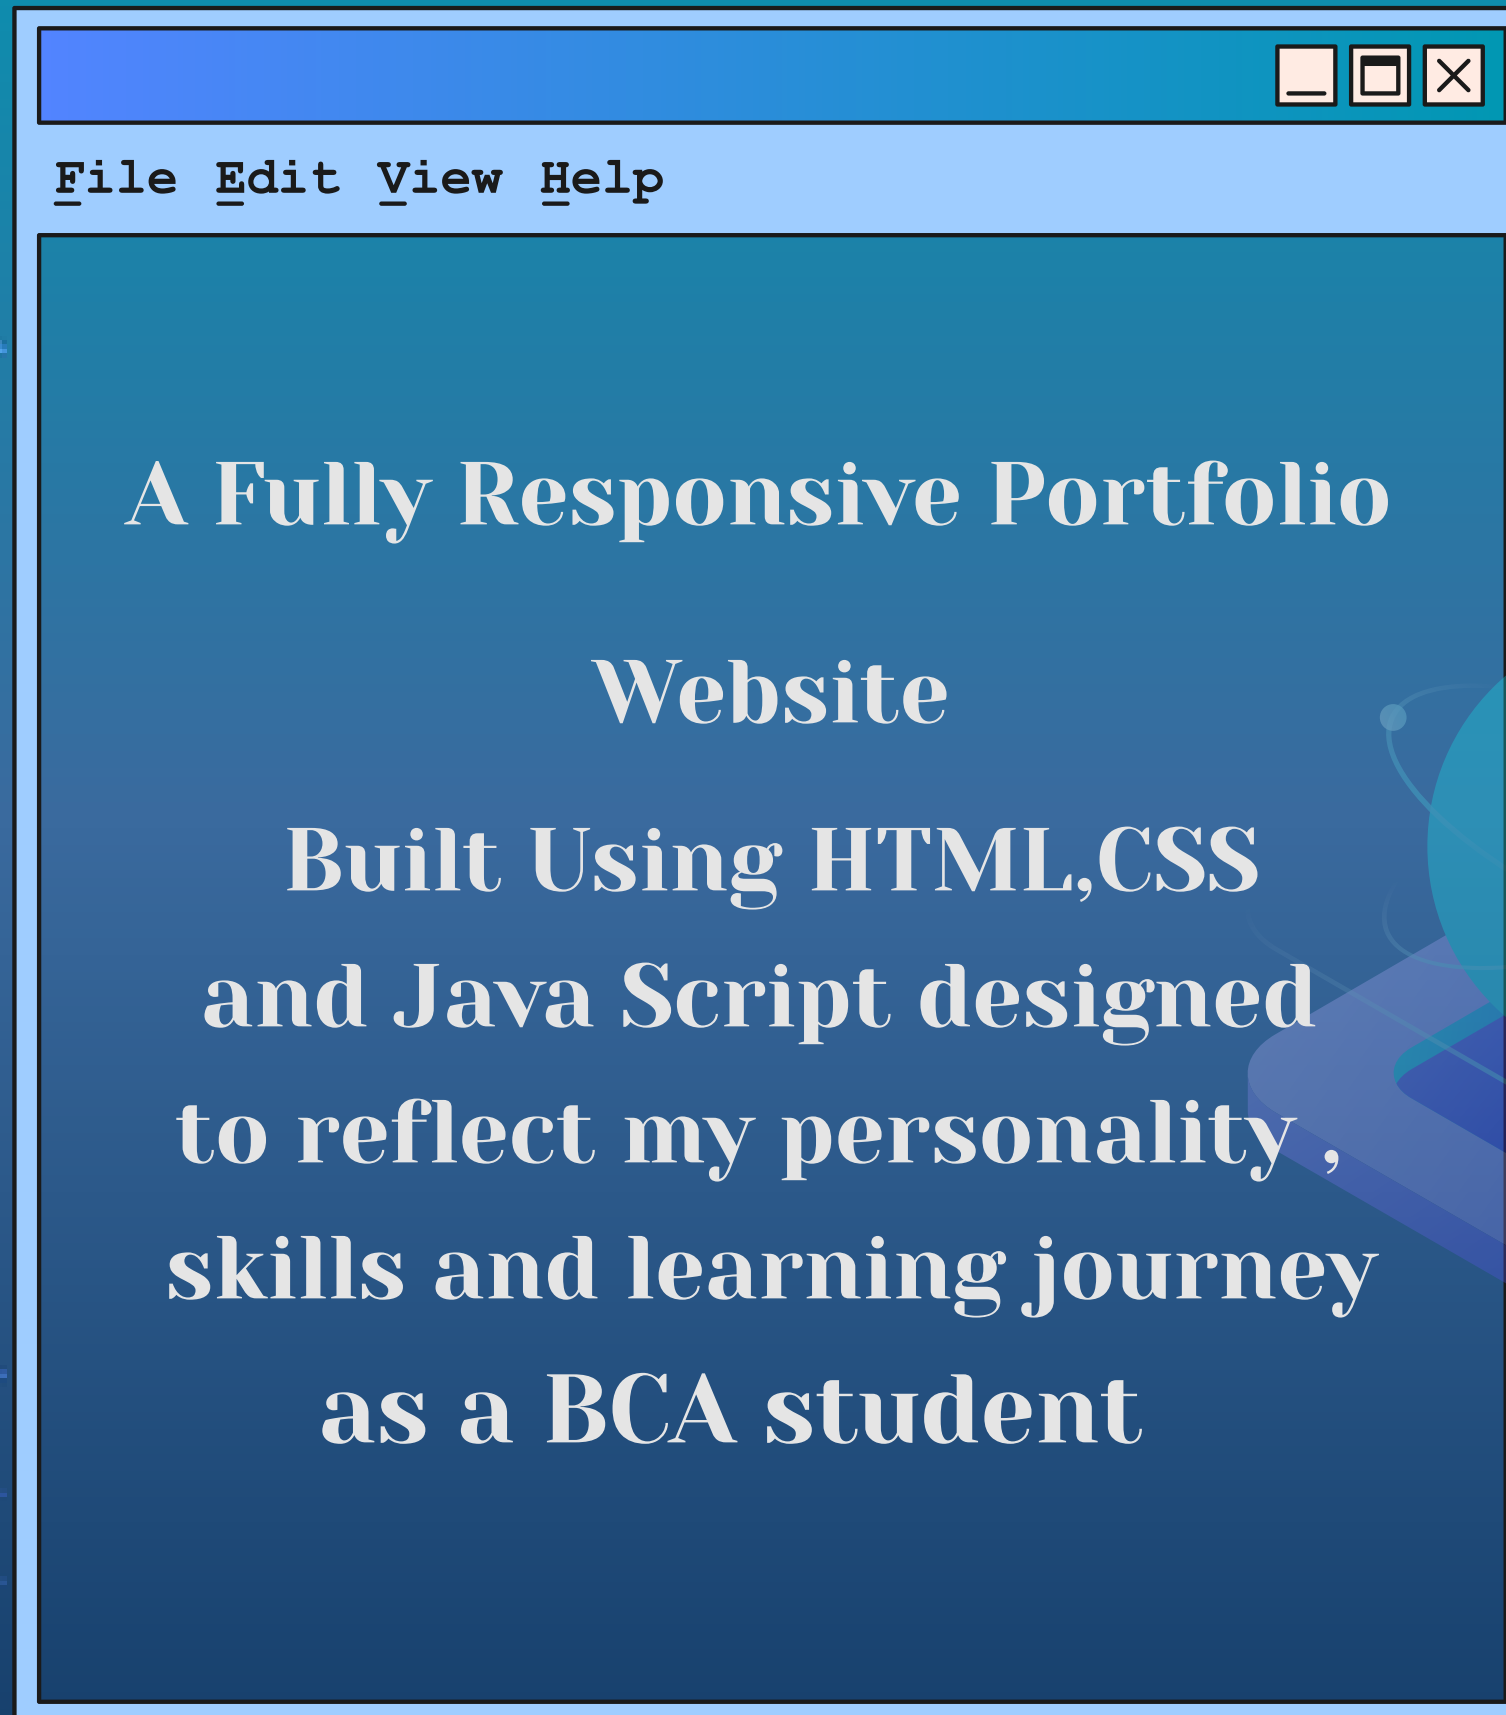 File Edit View Help
A Fully Responsive Portfolio
Website
Built Using HTML,CSS
and Java Script designed
to reflect my personality ,
skills and learning journey
as a BCA student